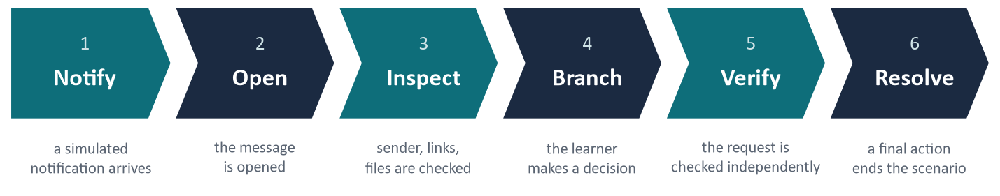 1
Notify
a simulated
notification arrives
2
Open
the message
is opened
3
Inspect
sender, links,
files are checked
4
Branch
the learner
makes a decision
5
Verify
the request is
checked independently
6
Resolve
a final action
ends the scenario